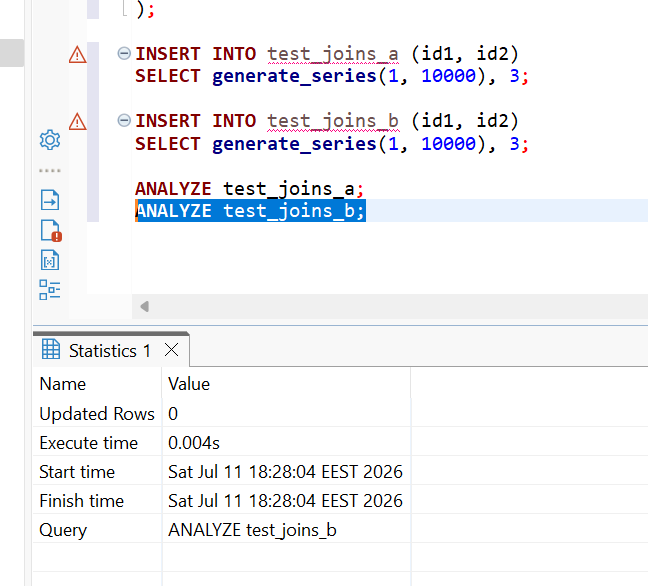 );
INSERT INTO test_joins_a (id1, id2)
SELECT generate_series(1, 10000), 3;
INSERT INTO test_joins_b (id1, id2)
SELECT generate_series(1, 10000), 3;
ANALYZE test_joins_a;
ANALYZE test_joins_b;
Statistics 1
Name Value
Updated Rows 0
Execute time 0.004s
Start time Sat Jul 11 18:28:04 EEST 2026
Finish time Sat Jul 11 18:28:04 EEST 2026
Query ANALYZE test_joins_b